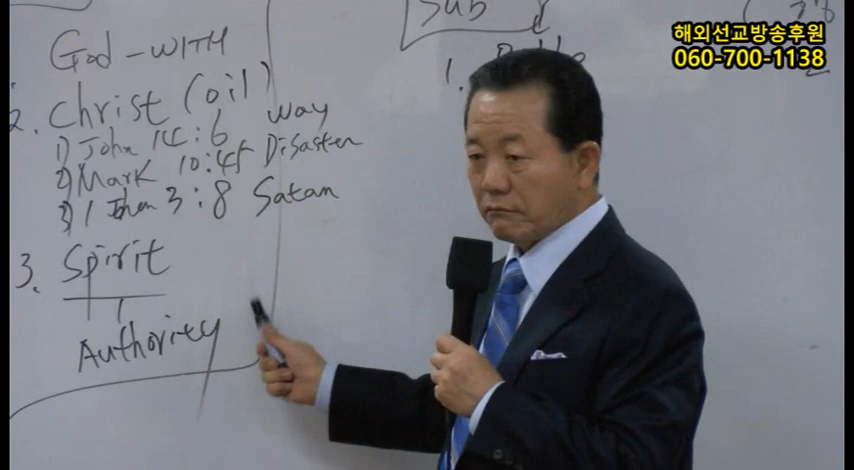 God - WITH
2. Christ (oil)
1) John 14:6 way
2) Mark 10:45 Disaster
3) 1 John 3:8 Satan
3. Spirit
Authority
Sub
1.
해외선교방송후원
060-700-1138